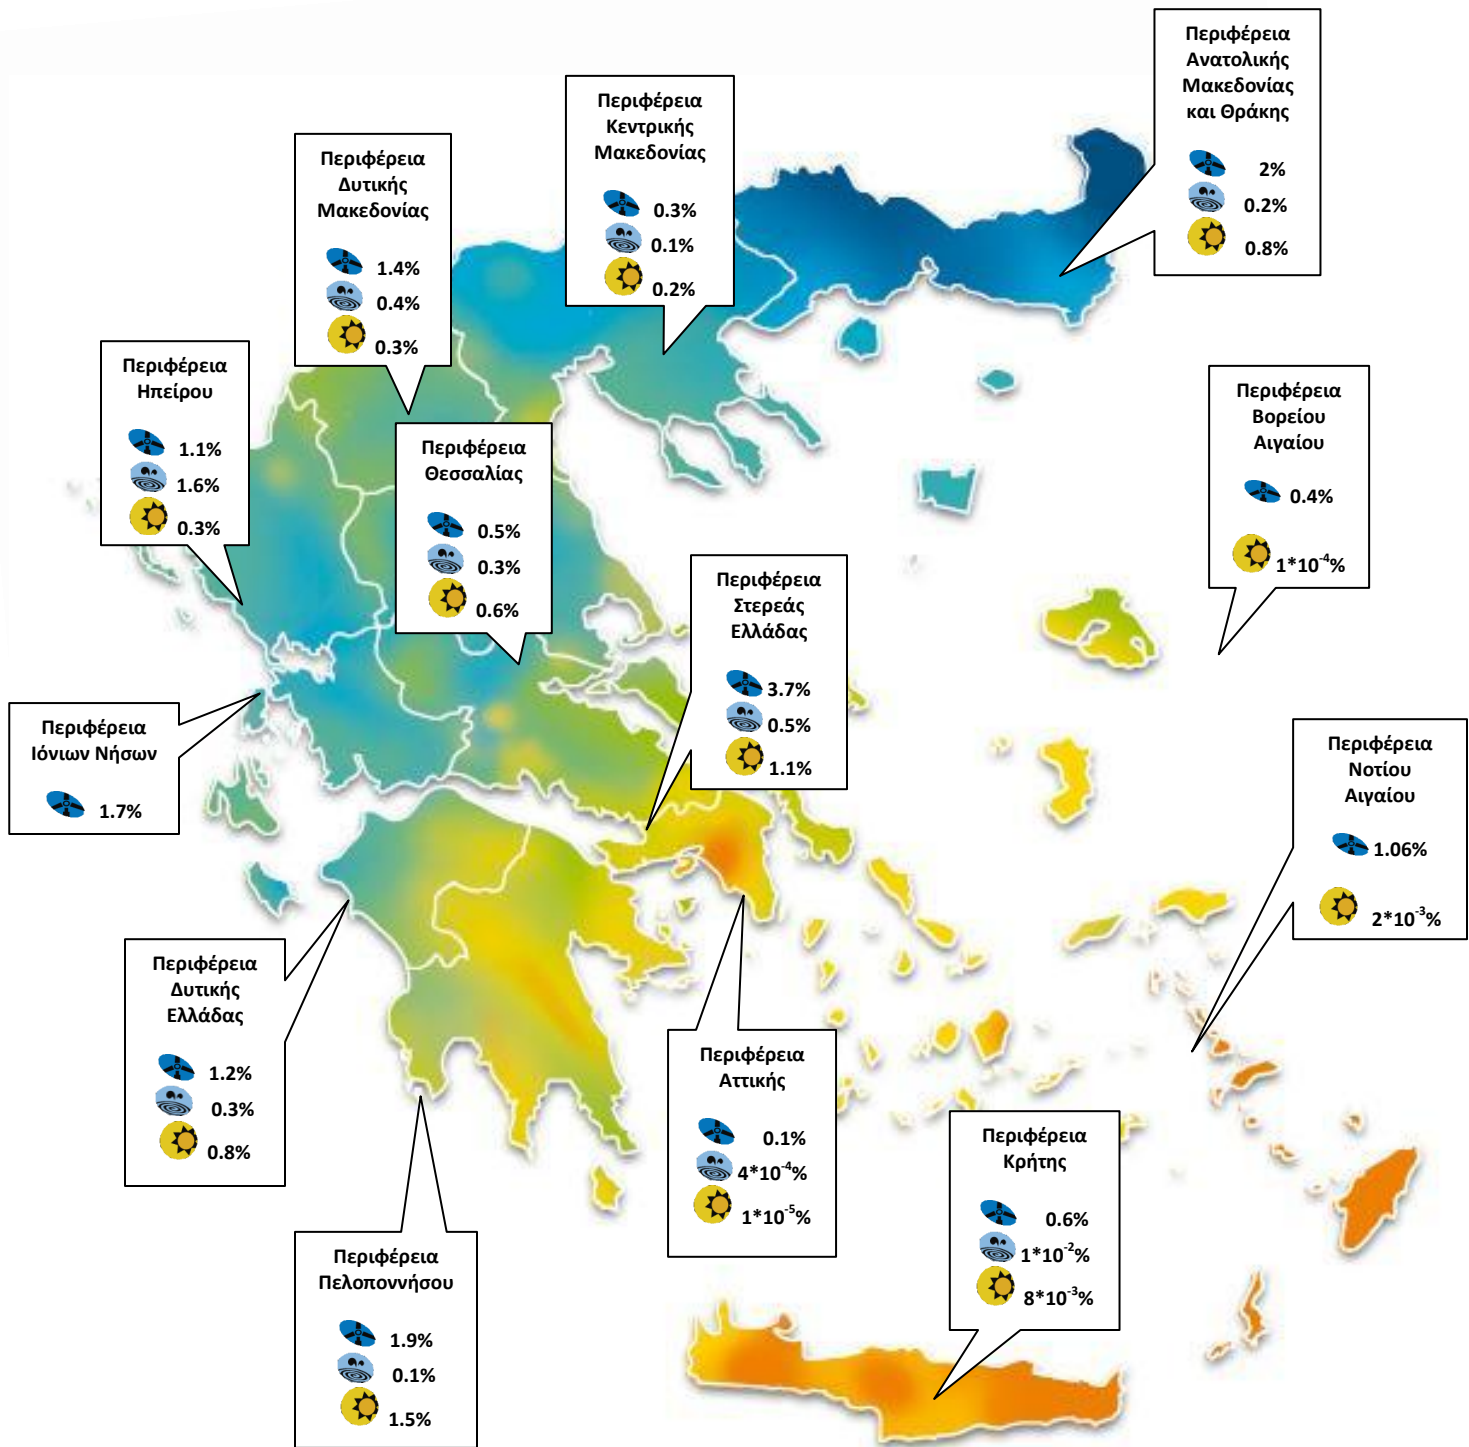 Περιφέρεια
Ανατολικής
Μακεδονίας
και Θράκης
2%
0.2%
0.8%
Περιφέρεια
Κεντρικής
Μακεδονίας
0.3%
0.1%
0.2%
Περιφέρεια
Δυτικής
Μακεδονίας
1.4%
0.4%
0.3%
Περιφέρεια
Ηπείρου
1.1%
1.6%
0.3%
Περιφέρεια
Θεσσαλίας
0.5%
0.3%
0.6%
Περιφέρεια
Βορείου
Αιγαίου
0.4%
1*10⁻⁴%
Περιφέρεια
Στερεάς
Ελλάδας
3.7%
0.5%
1.1%
Περιφέρεια
Ιόνιων Νήσων
1.7%
Περιφέρεια
Νοτίου
Αιγαίου
1.06%
2*10⁻³%
Περιφέρεια
Δυτικής
Ελλάδας
1.2%
0.3%
0.8%
Περιφέρεια
Αττικής
0.1%
4*10⁻⁴%
1*10⁻⁵%
Περιφέρεια
Κρήτης
0.6%
1*10⁻²%
8*10⁻³%
Περιφέρεια
Πελοποννήσου
1.9%
0.1%
1.5%